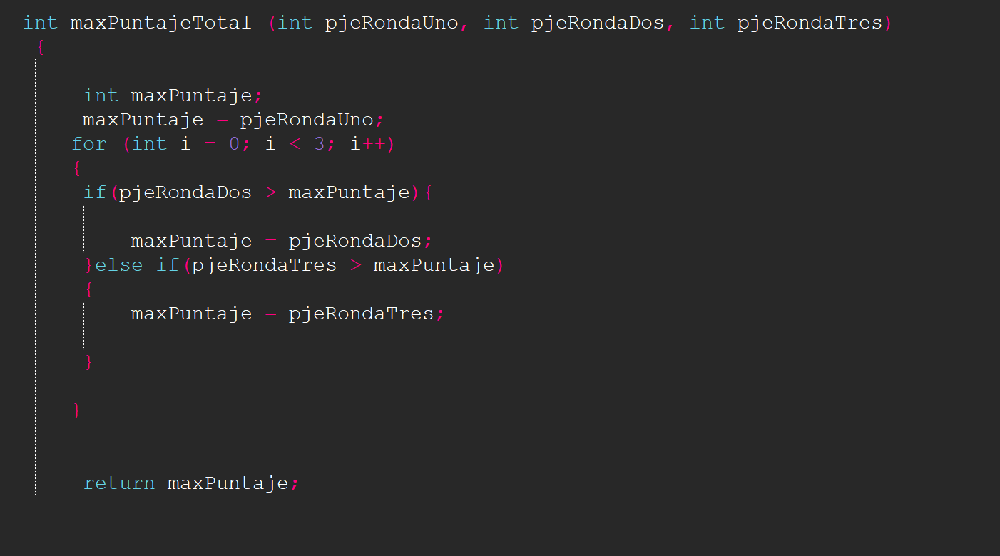 int maxPuntajeTotal (int pjeRondaUno, int pjeRondaDos, int pjeRondaTres)
{
int maxPuntaje;
maxPuntaje = pjeRondaUno;
for (int i = 0; i < 3; i++)
{
if(pjeRondaDos > maxPuntaje){
maxPuntaje = pjeRondaDos;
}else if(pjeRondaTres > maxPuntaje)
{
maxPuntaje = pjeRondaTres;
}
}
return maxPuntaje;